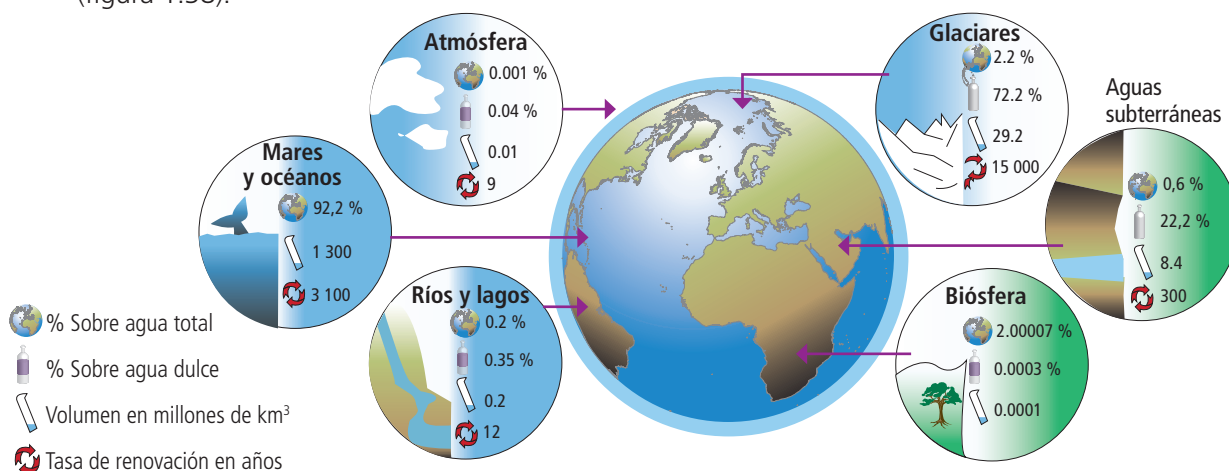 (figura 1.38).
Atmósfera
0.001 %
0.04 %
0.01
9
Glaciares
2.2 %
72.2 %
29.2
15 000
Aguas
subterráneas
0,6 %
22,2 %
8.4
300
Mares
y océanos
92,2 %
1 300
3 100
Ríos y lagos
0.2 %
0.35 %
0.2
12
Biósfera
2.00007 %
0.0003 %
0.0001
% Sobre agua total
% Sobre agua dulce
Volumen en millones de km³
Tasa de renovación en años